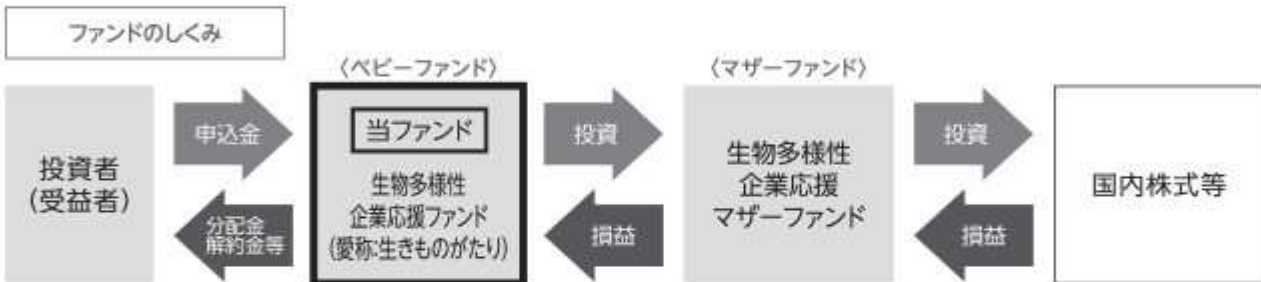 ファンドのしくみ
〈ベビーファンド〉
〈マザーファンド〉
投資者
(受益者)
申込金
分配金
解約金等
当ファンド
生物多様性
企業応援ファンド
(愛称:生きものがたり)
投資
損益
生物多様性
企業応援
マザーファンド
投資
損益
国内株式等